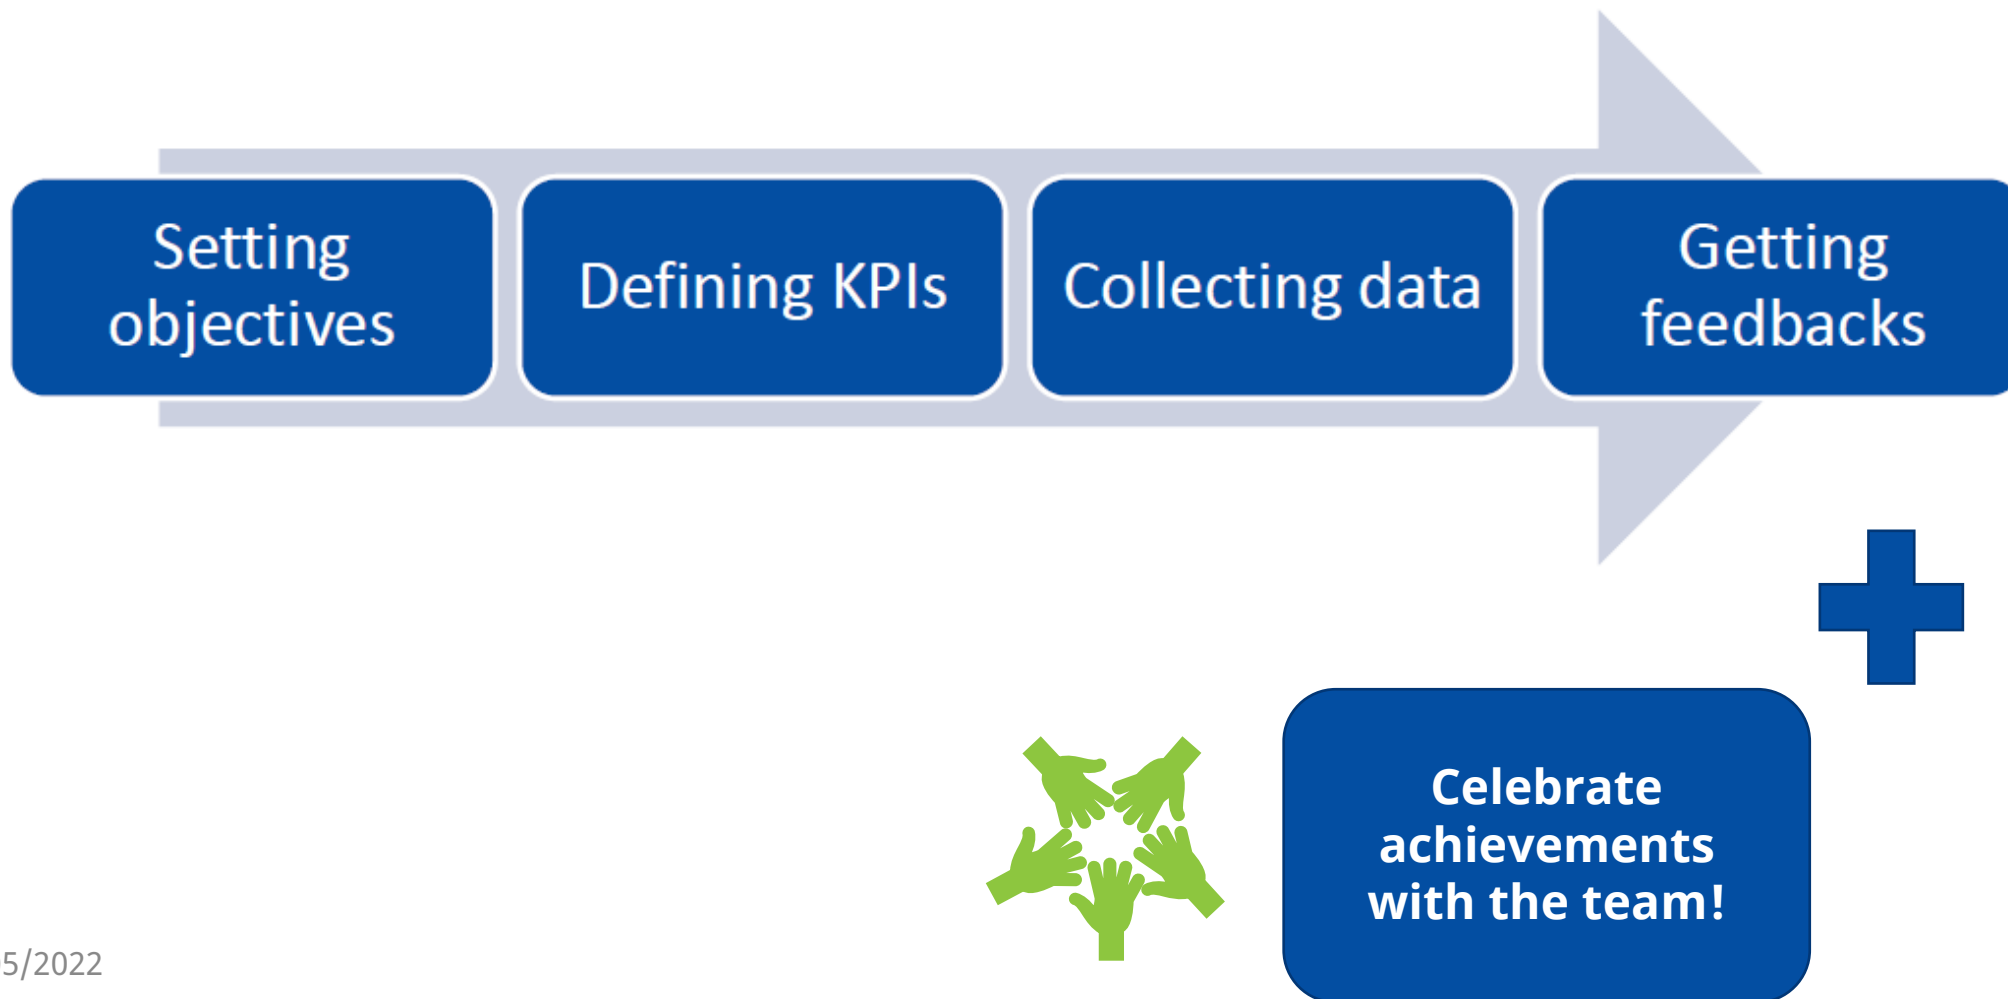 Setting
objectives
Defining KPIs
Collecting data
Getting
feedbacks
Celebrate
achievements
with the team!
5/2022